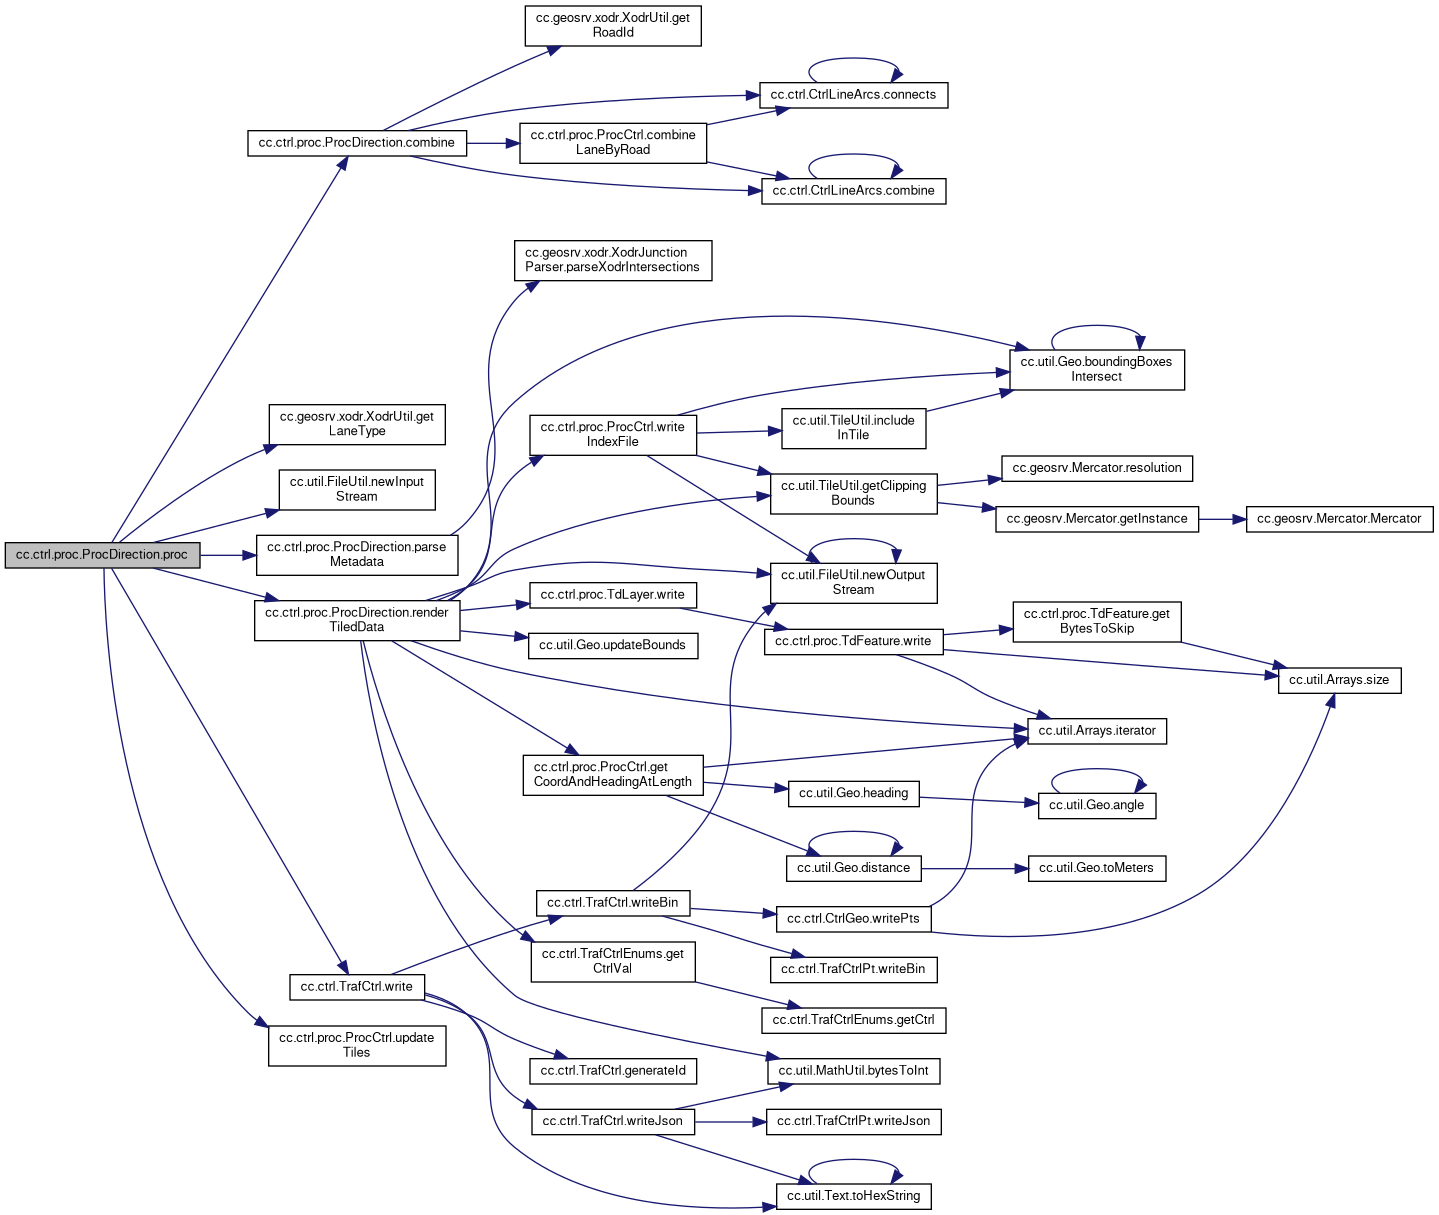 cc.geosrv.xodr.XodrUtil.get
RoadId
cc.ctrl.CtrlLineArcs.connects
cc.ctrl.proc.ProcDirection.combine
cc.ctrl.proc.ProcCtrl.combine
LaneByRoad
cc.ctrl.CtrlLineArcs.combine
cc.geosrv.xodr.XodrJunction
Parser.parseXodrIntersections
cc.util.Geo.boundingBoxes
Intersect
cc.geosrv.xodr.XodrUtil.get
LaneType
cc.ctrl.proc.ProcCtrl.write
IndexFile
cc.util.TileUtil.include
InTile
cc.util.FileUtil.newInput
Stream
cc.util.TileUtil.getClipping
Bounds
cc.geosrv.Mercator.resolution
cc.geosrv.Mercator.getInstance
cc.geosrv.Mercator.Mercator
cc.ctrl.proc.ProcDirection.proc
cc.ctrl.proc.ProcDirection.parse
Metadata
cc.util.FileUtil.newOutput
Stream
cc.ctrl.proc.ProcDirection.render
TiledData
cc.ctrl.proc.TdLayer.write
cc.util.Geo.updateBounds
cc.ctrl.proc.TdFeature.write
cc.ctrl.proc.TdFeature.get
BytesToSkip
cc.util.Arrays.size
cc.util.Arrays.iterator
cc.ctrl.proc.ProcCtrl.get
CoordAndHeadingAtLength
cc.util.Geo.heading
cc.util.Geo.angle
cc.util.Geo.distance
cc.util.Geo.toMeters
cc.ctrl.TrafCtrl.writeBin
cc.ctrl.CtrlGeo.writePts
cc.ctrl.TrafCtrlEnums.get
CtrlVal
cc.ctrl.TrafCtrlPt.writeBin
cc.ctrl.TrafCtrl.write
cc.ctrl.TrafCtrlEnums.getCtrl
cc.ctrl.proc.ProcCtrl.update
Tiles
cc.ctrl.TrafCtrl.generateId
cc.util.MathUtil.bytesToInt
cc.ctrl.TrafCtrl.writeJson
cc.ctrl.TrafCtrlPt.writeJson
cc.util.Text.toHexString